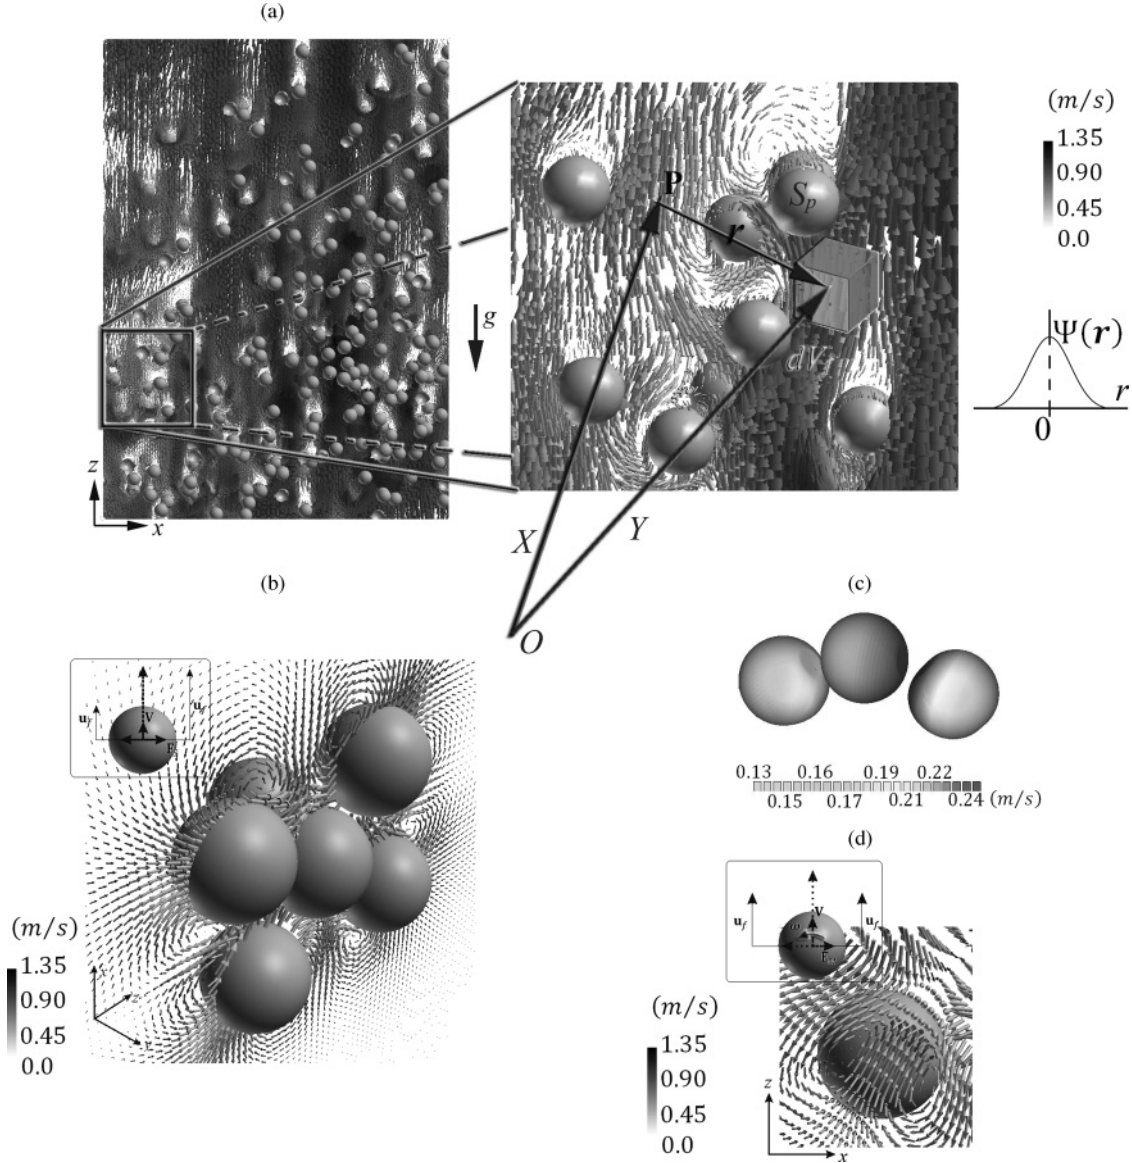 (a)
(m/s)
1.35
0.90
0.45
0.0
P
S_p
r
g
dV_f
Ψ(r)
r
0
z
x
X
Y
O
(b)
u_f
V
u_f
(m/s)
1.35
0.90
0.45
0.0
z
(c)
0.13 0.16 0.19 0.22
0.15 0.17 0.21 0.24 (m/s)
(d)
u_f
V
u_f
(m/s)
1.35
0.90
0.45
0.0
z
x